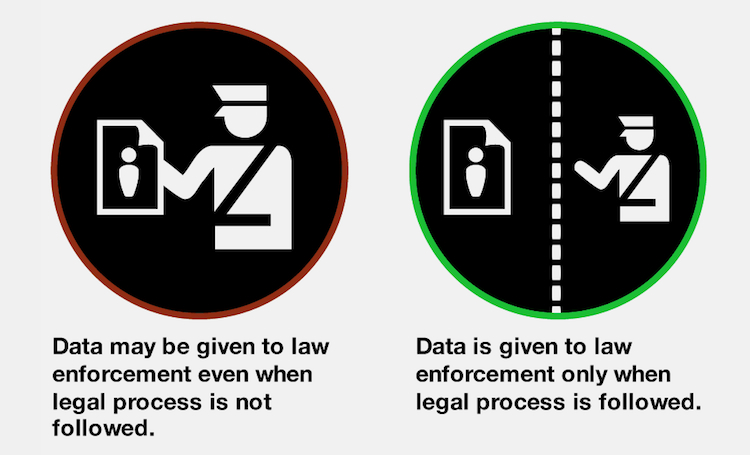 Data may be given to law
enforcement even when
legal process is not
followed.
Data is given to law
enforcement only when
legal process is followed.